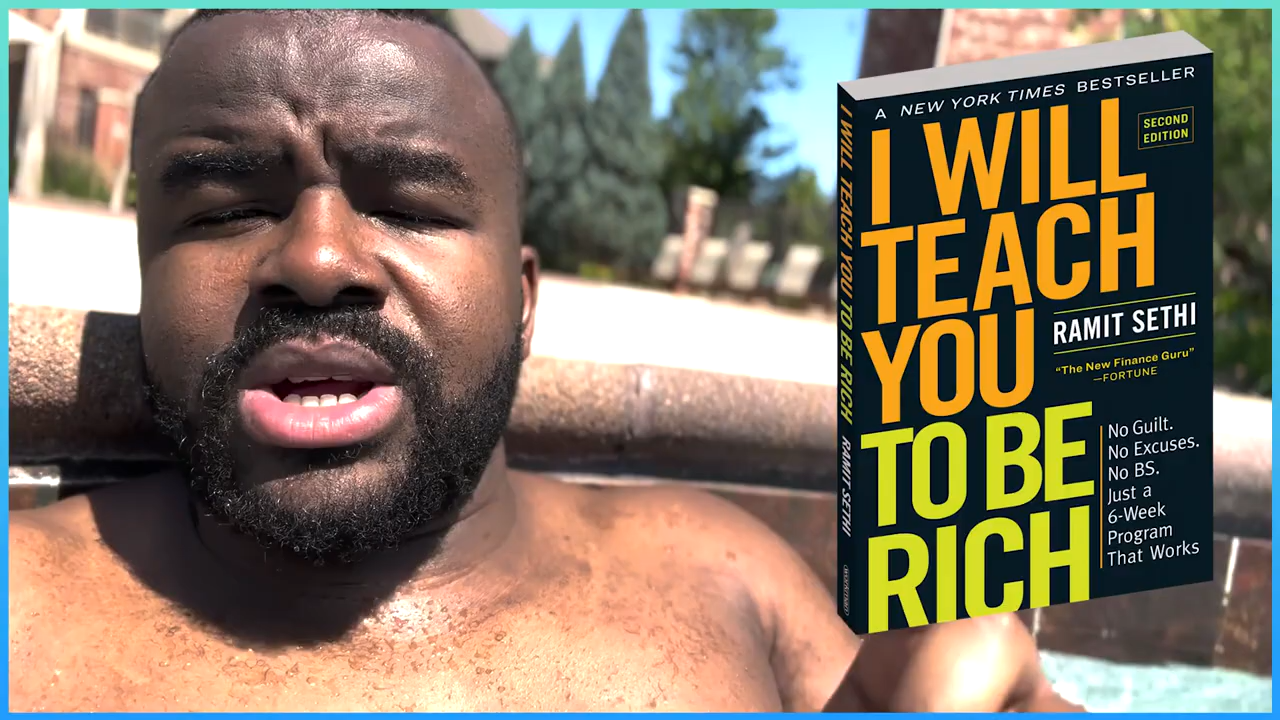 A NEW YORK TIMES BESTSELLER
I WILL
SECOND
EDITION
TEACH
YOU
RAMIT SETHI
“The New Finance Guru”
—FORTUNE
TO BE
RICH
No Guilt.
No Excuses.
No BS.
Just a
6-Week
Program
That Works
I WILL TEACH YOU TO BE RICH RAMIT SETHI